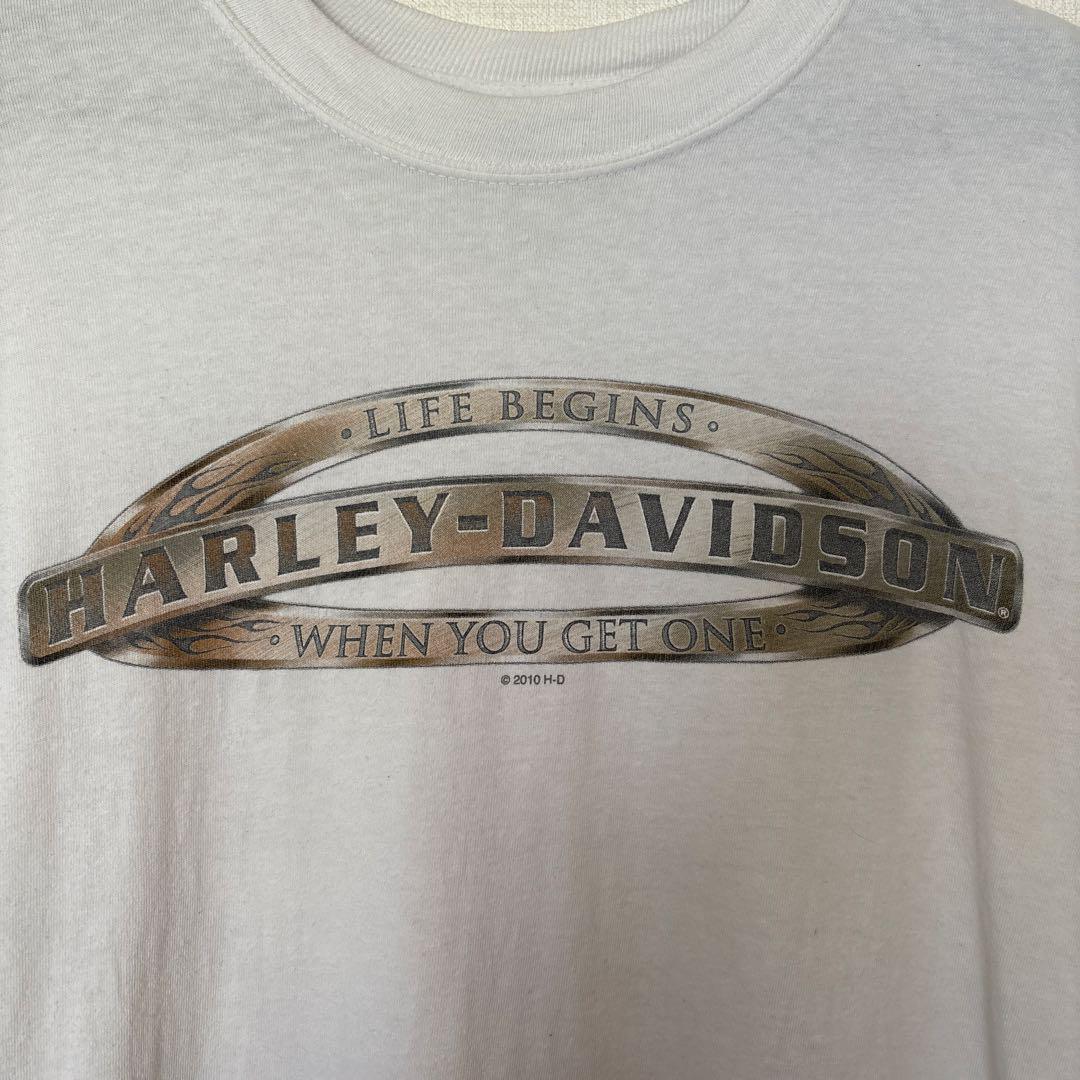 · LIFE BEGINS ·
HARLEY-DAVIDSON®
· WHEN YOU GET ONE ·
© 2010 H-D